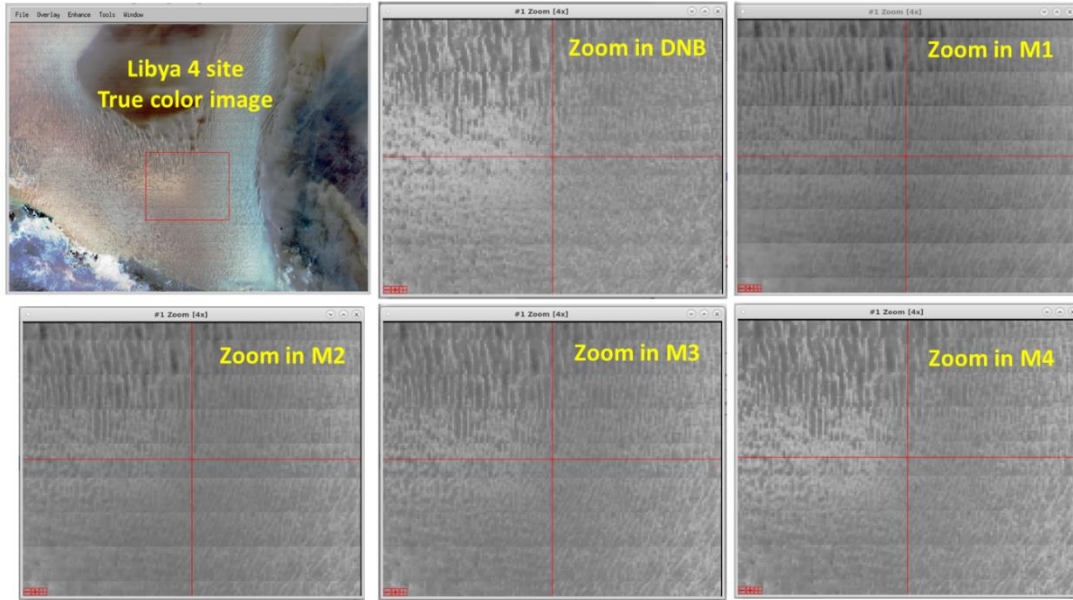 File Overlay Enhance Tools Window
Libya 4 site
True color image
#1 Zoom [4x]
Zoom in DNB
#1 Zoom [4x]
Zoom in M1
#1 Zoom [4x]
Zoom in M2
#1 Zoom [4x]
Zoom in M3
#1 Zoom [4x]
Zoom in M4